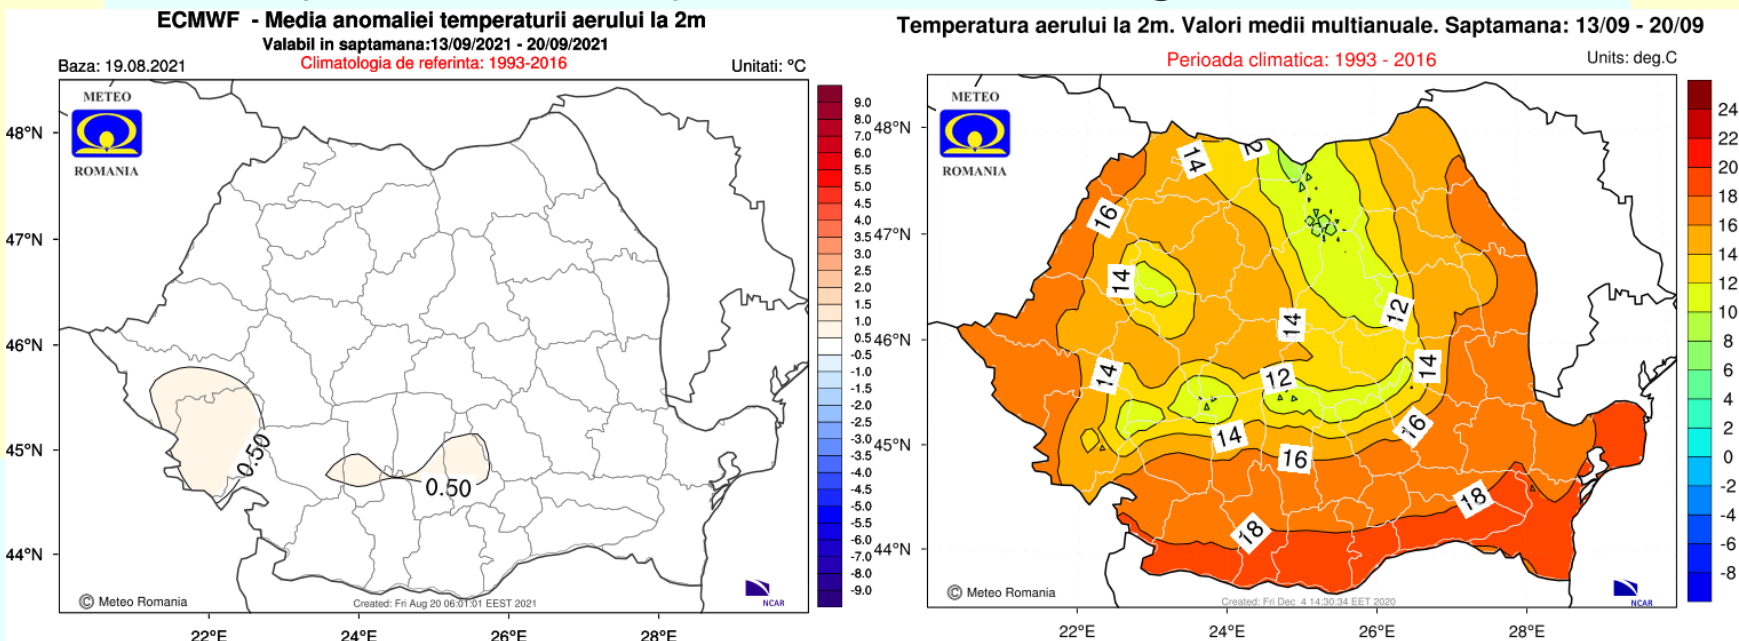 ECMWF - Media anomaliei temperaturii aerului la 2m
Valabil in saptamana:13/09/2021 - 20/09/2021
Climatologia de referinta: 1993-2016
Baza: 19.08.2021
Unitati: °C
METEO
ROMANIA
48°N
47°N
46°N
45°N
44°N
0.50
0.50
9.0
8.0
7.0
6.0
5.5
5.0
4.5
4.0
3.5
3.0
2.5
2.0
1.5
1.0
0.5
-0.5
-1.0
-1.5
-2.0
-2.5
-3.0
-3.5
-4.0
-4.5
-5.0
-5.5
-6.0
-7.0
-8.0
-9.0
© Meteo Romania
Created: Fri Aug 20 06:01:01 EEST 2021
NCAR
22°E
24°E
26°E
28°E
Temperatura aerului la 2m. Valori medii multianuale. Saptamana: 13/09 - 20/09
Perioada climatica: 1993 - 2016
Units: deg.C
METEO
ROMANIA
48°N
47°N
46°N
45°N
44°N
14
16
14
14
12
14
12
14
14
16
16
18
18
24
22
20
18
16
14
12
10
8
6
4
2
0
-2
-4
-6
-8
© Meteo Romania
Created: Fri Dec 4 14:30:34 EET 2020
NCAR
22°E
24°E
26°E
28°E